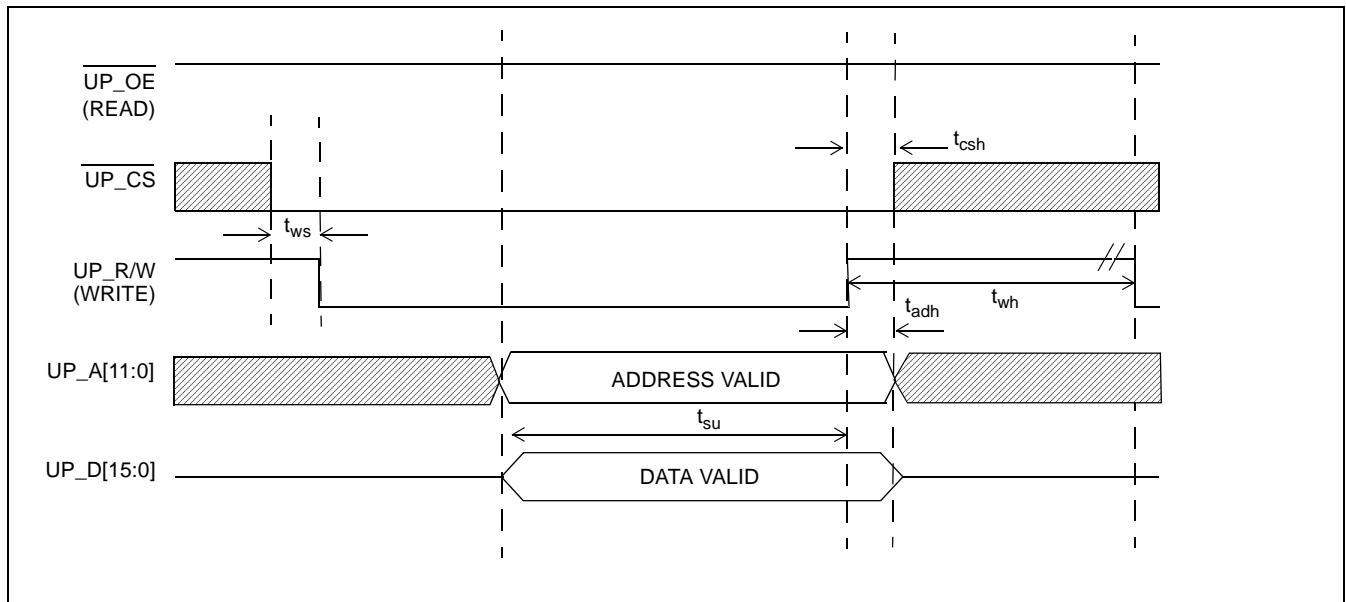 UP_OE
(READ)
t_csh
UP_CS
t_ws
UP_R/W
(WRITE)
t_wh
t_adh
UP_A[11:0]
ADDRESS VALID
t_su
UP_D[15:0]
DATA VALID